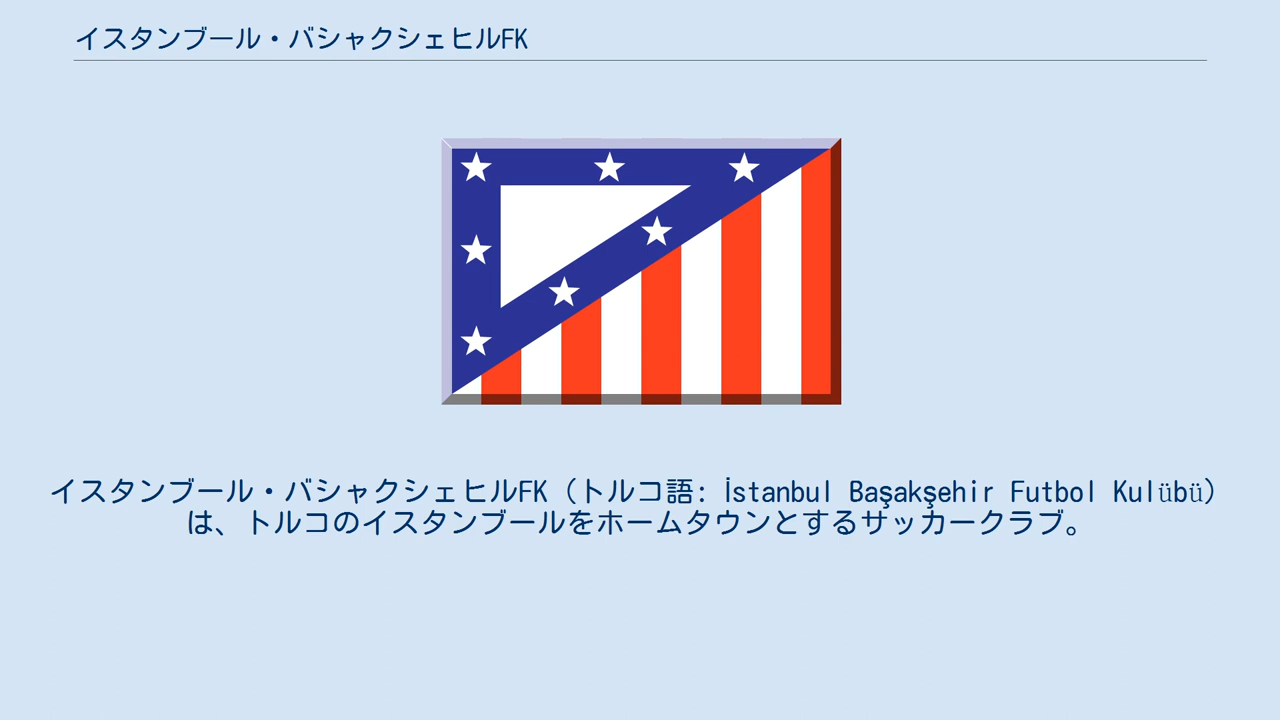 イスタンブール・バシャクシェヒルFK
イスタンブール・バシャクシェヒルFK（トルコ語: İstanbul Başakşehir Futbol Kulübü）
は、トルコのイスタンブールをホームタウンとするサッカークラブ。